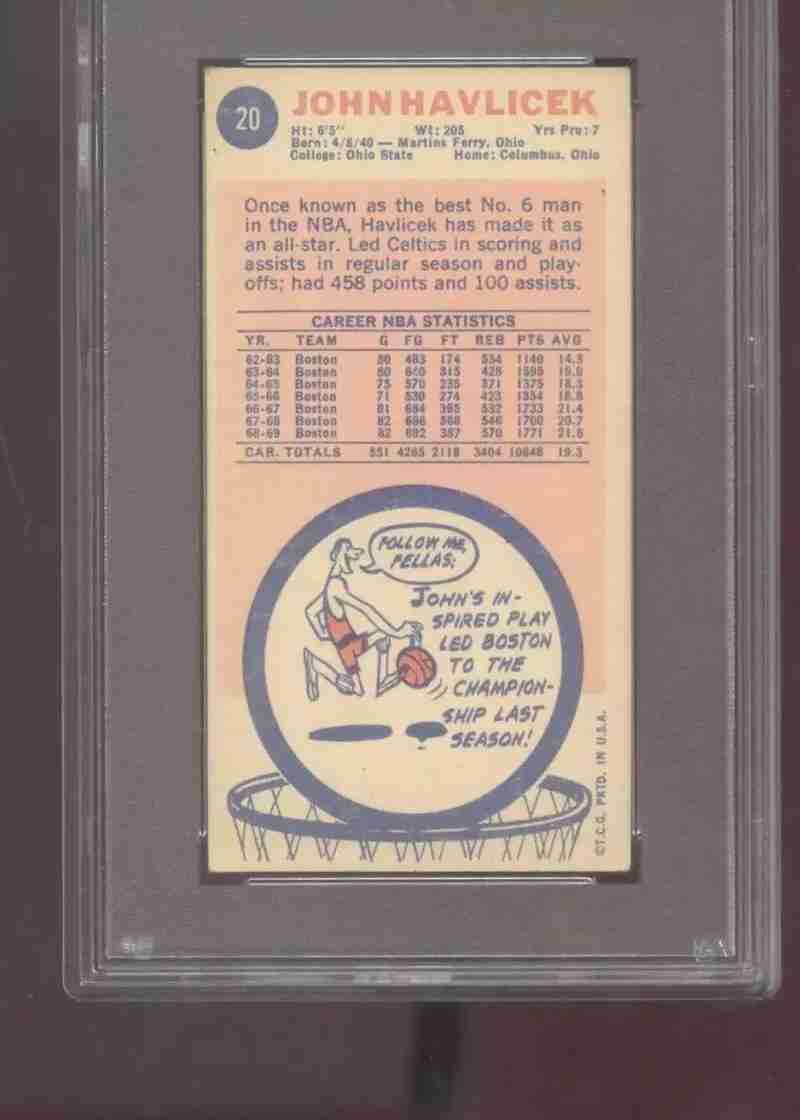 20
JOHN HAVLICEK
Ht: 6'5" Wt: 205 Yrs Pro: 7
Born: 4/8/40 — Martins Ferry, Ohio
College: Ohio State Home: Columbus, Ohio
Once known as the best No. 6 man
in the NBA, Havlicek has made it as
an all-star. Led Celtics in scoring and
assists in regular season and play-
offs; had 458 points and 100 assists.
CAREER NBA STATISTICS
YR. TEAM G FG FT REB PTS AVG
62-63 Boston 80 483 174 534 1140 14.3
63-64 Boston 80 640 315 428 1595 19.9
64-65 Boston 75 570 235 371 1375 18.3
65-66 Boston 71 530 274 423 1334 18.8
66-67 Boston 81 684 365 532 1733 21.4
67-68 Boston 82 666 368 546 1700 20.7
68-69 Boston 82 692 387 570 1771 21.6
CAR. TOTALS 551 4265 2118 3404 10648 19.3
FOLLOW ME,
FELLAS;
JOHN'S IN-
SPIRED PLAY
LED BOSTON
TO THE
CHAMPION-
SHIP LAST
SEASON!
©T.C.G. PRTD. IN U.S.A.